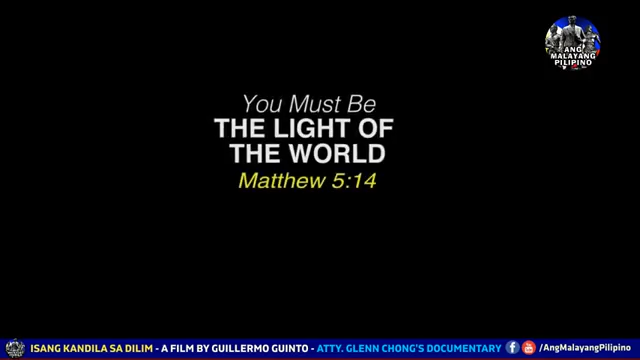 ANG
MALAYANG
PILIPINO
You Must Be
THE LIGHT OF
THE WORLD
Matthew 5:14
ISANG KANDILA SA DILIM - A FILM BY GUILLERMO GUINTO - ATTY. GLENN CHONG'S DOCUMENTARY /AngMalayangPilipino